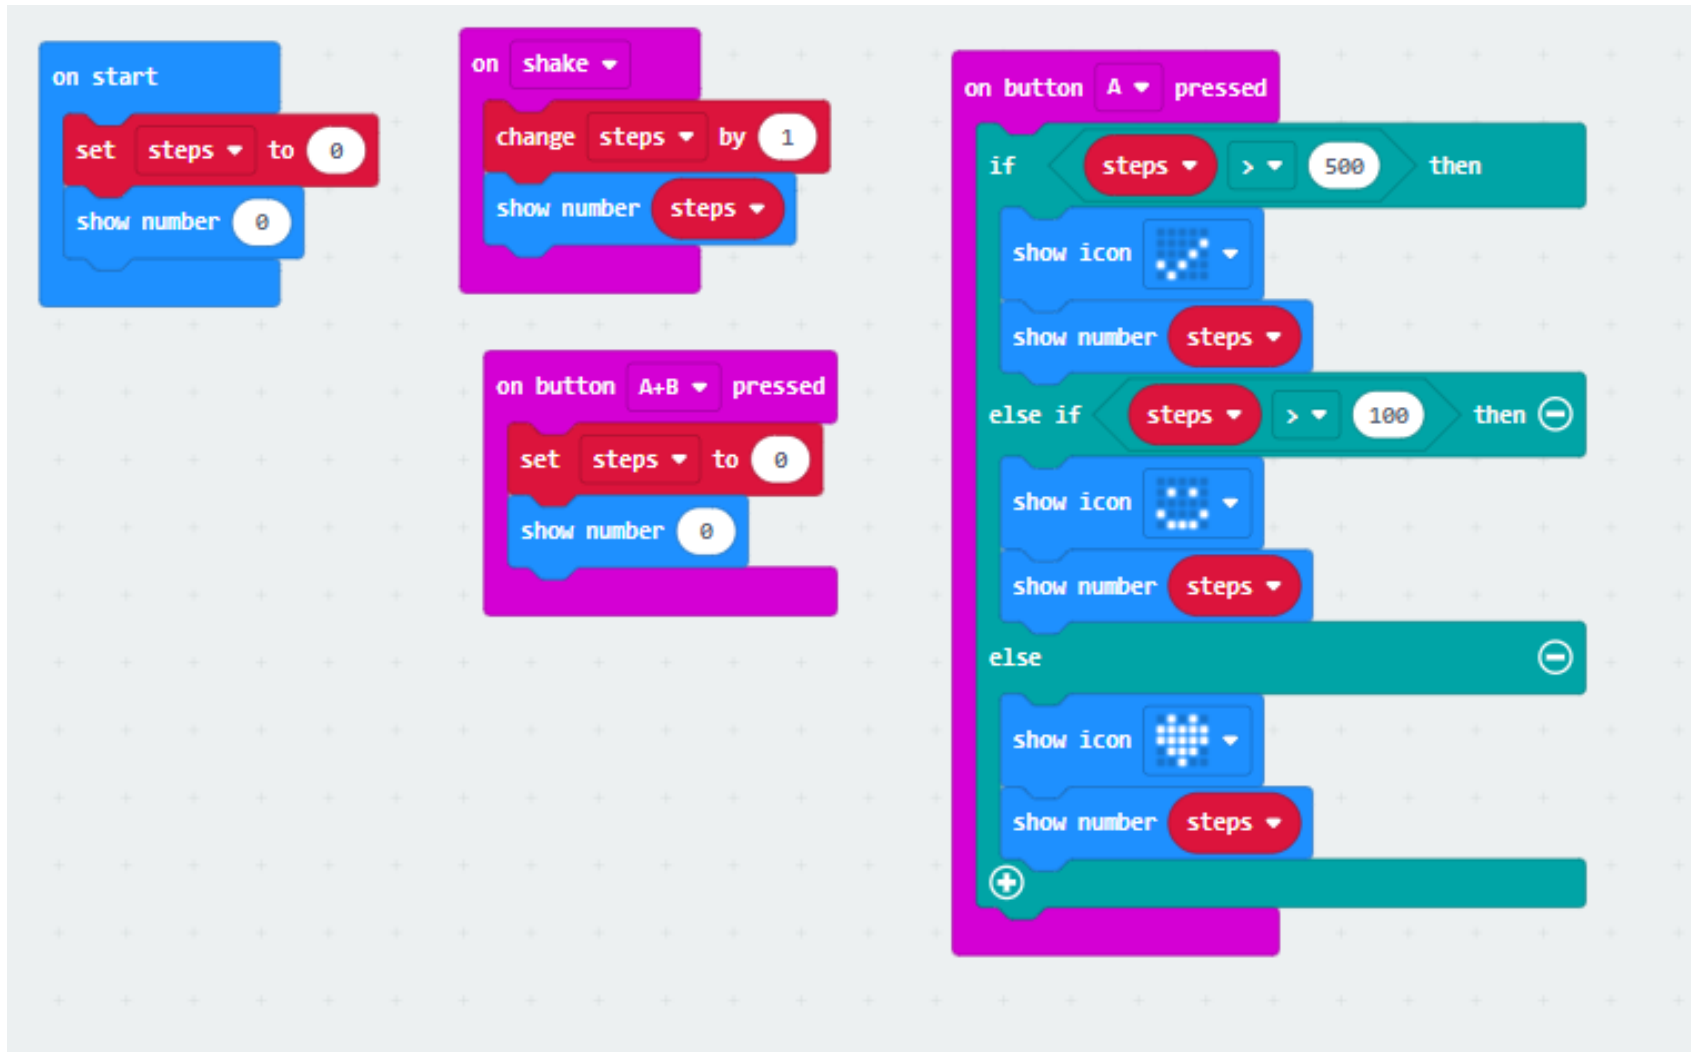 on start
set steps to 0
show number 0
on shake
change steps by 1
show number steps
on button A+B pressed
set steps to 0
show number 0
on button A pressed
if steps > 500 then
show icon
show number steps
else if steps > 100 then
show icon
show number steps
else
show icon
show number steps